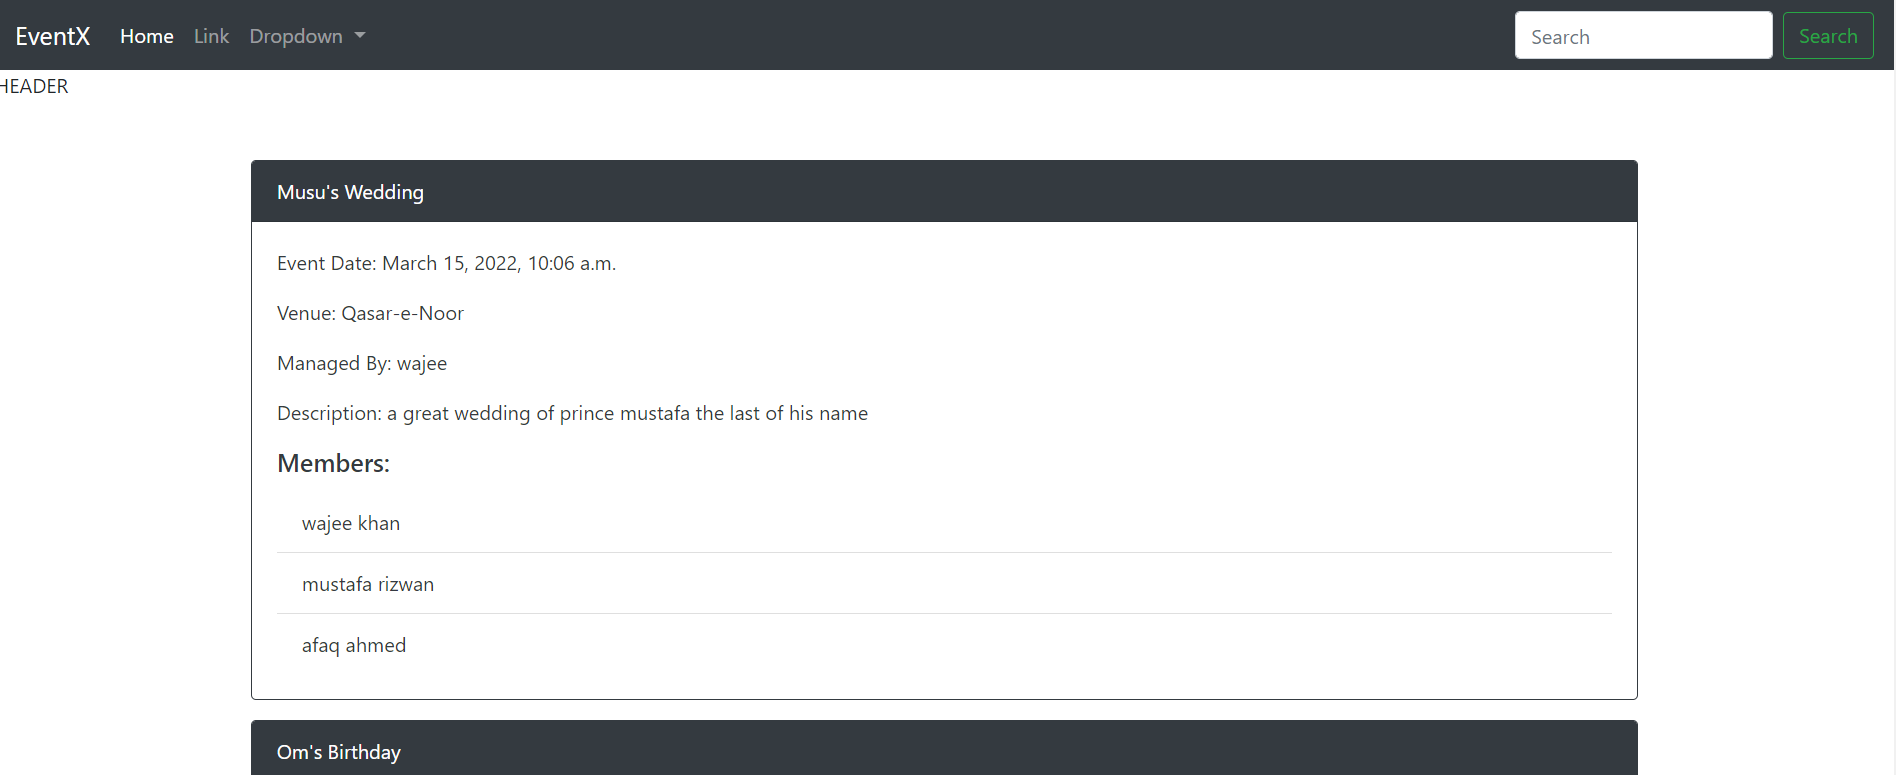 EventX Home Link Dropdown Search Search
HEADER
Musu's Wedding
Event Date: March 15, 2022, 10:06 a.m.
Venue: Qasar-e-Noor
Managed By: wajee
Description: a great wedding of prince mustafa the last of his name
Members:
wajee khan
mustafa rizwan
afaq ahmed
Om's Birthday